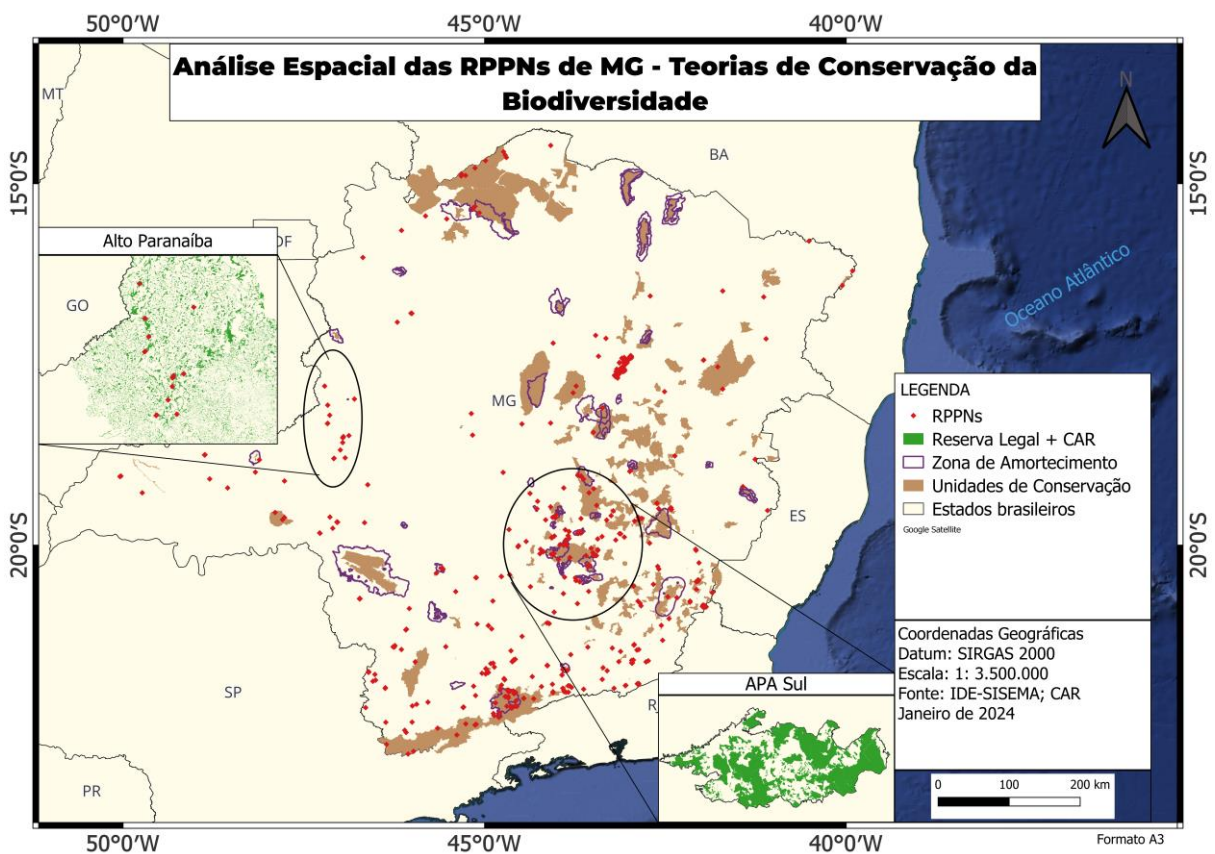 50°0'W 45°0'W 40°0'W
Análise Espacial das RPPNs de MG - Teorias de Conservação da
Biodiversidade
N
MT
BA
15°0'S
15°0'S
Alto Paranaíba
DF
GO
Oceano Atlântico
MG
LEGENDA
RPPNs
Reserva Legal + CAR
Zona de Amortecimento
Unidades de Conservação
Estados brasileiros
Google Satellite
ES
20°0'S
20°0'S
Coordenadas Geográficas
Datum: SIRGAS 2000
Escala: 1: 3.500.000
Fonte: IDE-SISEMA; CAR
Janeiro de 2024
SP
APA Sul
RJ
PR
0 100 200 km
Formato A3
50°0'W 45°0'W 40°0'W